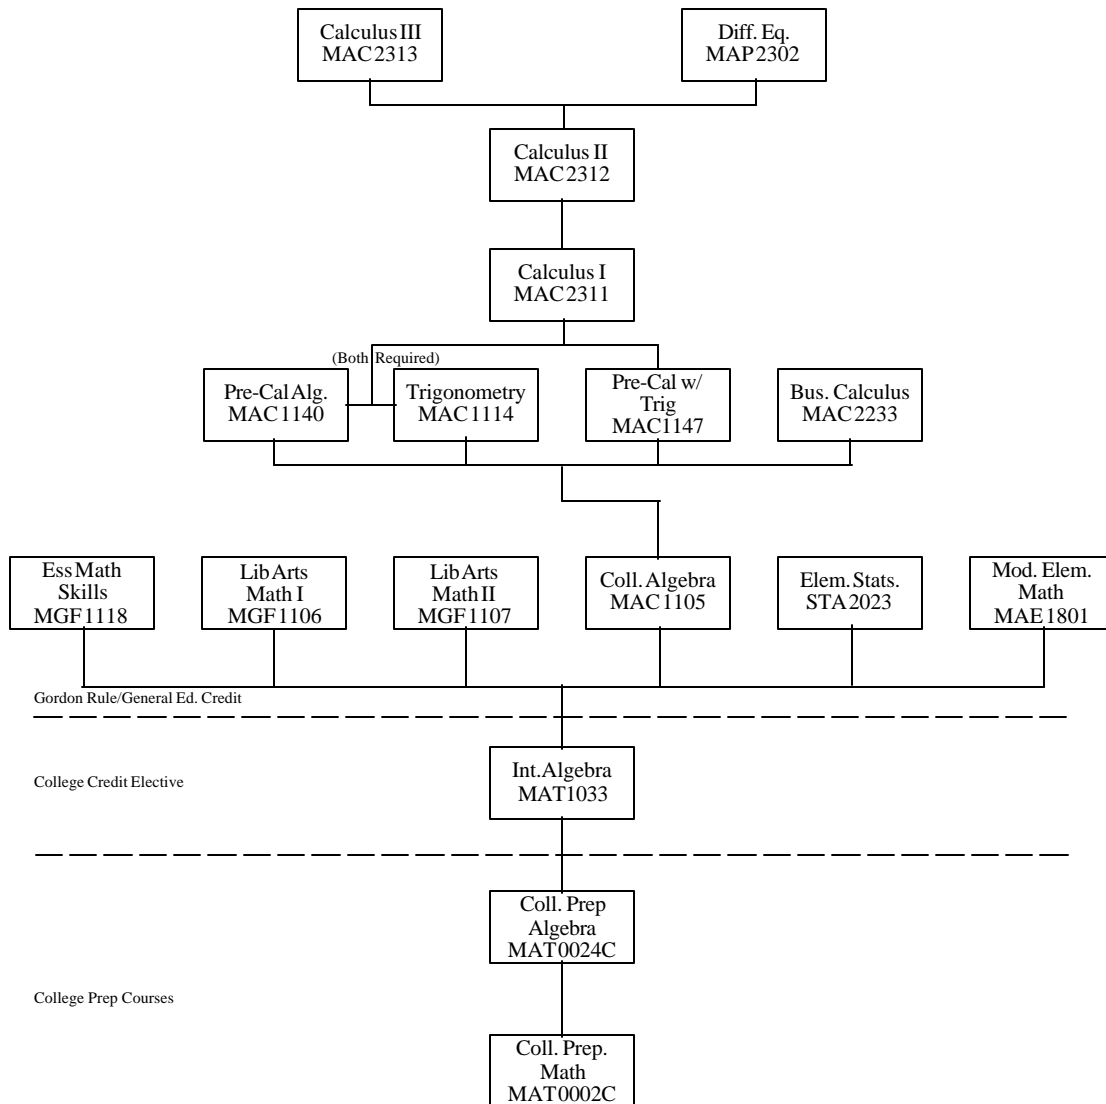 Calculus III
MAC2313
Diff. Eq.
MAP2302
Calculus II
MAC2312
Calculus I
MAC2311
(Both Required)
Pre-Cal Alg.
MAC1140
Trigonometry
MAC1114
Pre-Cal w/
Trig
MAC1147
Bus. Calculus
MAC2233
Ess Math
Skills
MGF1118
Lib Arts
Math I
MGF1106
Lib Arts
Math II
MGF1107
Coll. Algebra
MAC1105
Elem. Stats.
STA2023
Mod. Elem.
Math
MAE1801
Gordon Rule/General Ed. Credit
College Credit Elective
Int. Algebra
MAT1033
Coll. Prep
Algebra
MAT0024C
College Prep Courses
Coll. Prep.
Math
MAT0002C